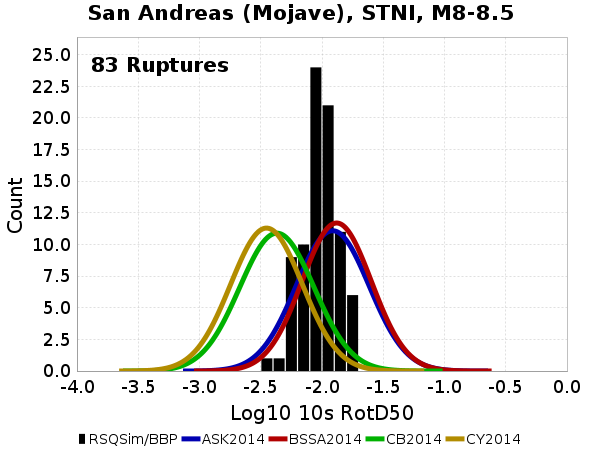 San Andreas (Mojave), STNI, M8-8.5
83 Ruptures
Count
25.0
22.5
20.0
17.5
15.0
12.5
10.0
7.5
5.0
2.5
0.0
-4.0 -3.5 -3.0 -2.5 -2.0 -1.5 -1.0 -0.5 0.0
Log10 10s RotD50
RSQSim/BBP ASK2014 BSSA2014 CB2014 CY2014